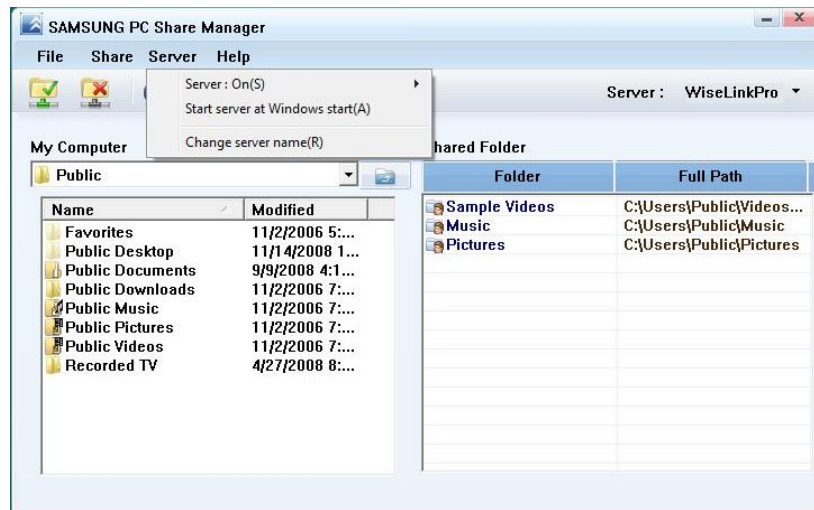 SAMSUNG PC Share Manager
File Share Server Help
Server : On(S)
Start server at Windows start(A)
Change server name(R)
Server : WiseLinkPro
My Computer
Public
Name Modified
Favorites 11/2/2006 5:...
Public Desktop 11/14/2008 1...
Public Documents 9/9/2008 4:1...
Public Downloads 11/2/2006 7:...
Public Music 11/2/2006 7:...
Public Pictures 11/2/2006 7:...
Public Videos 11/2/2006 7:...
Recorded TV 4/27/2008 8:...
hared Folder
Folder Full Path
Sample Videos C:\Users\Public\Videos...
Music C:\Users\Public\Music
Pictures C:\Users\Public\Pictures